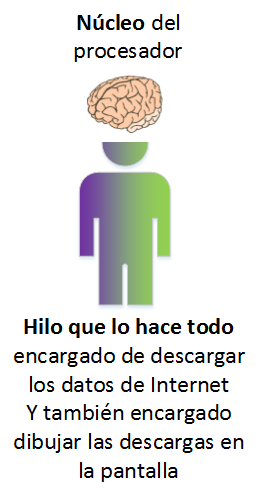 Núcleo del
procesador
Hilo que lo hace todo
encargado de descargar
los datos de Internet
Y también encargado
dibujar las descargas en
la pantalla